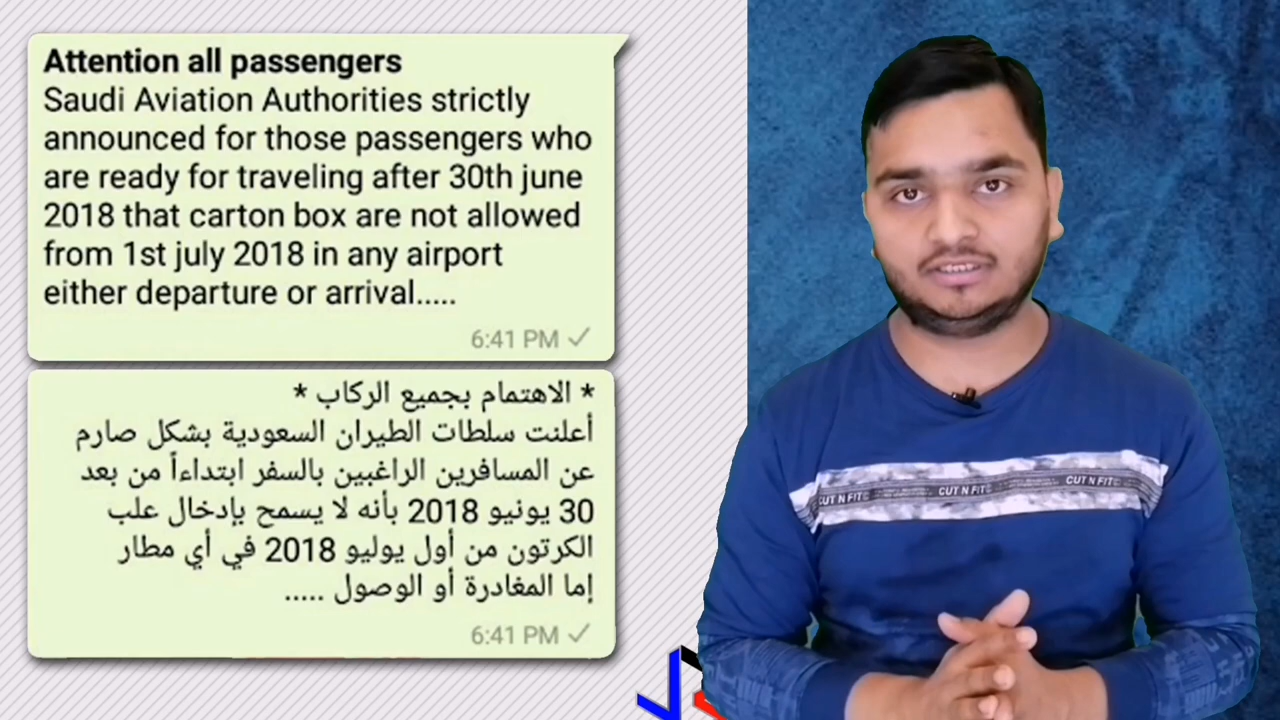 Attention all passengers
Saudi Aviation Authorities strictly
announced for those passengers who
are ready for traveling after 30th june
2018 that carton box are not allowed
from 1st july 2018 in any airport
either departure or arrival.....
6:41 PM
* الاهتمام بجميع الركاب *
أعلنت سلطات الطيران السعودية بشكل صارم
عن المسافرين الراغبين بالسفر ابتداءاً من بعد
30 يونيو 2018 بأنه لا يسمح بإدخال علب
الكرتون من أول يوليو 2018 في أي مطار
إما المغادرة أو الوصول .....
6:41 PM
CUT N FIT CUT N FIT CUT N FIT